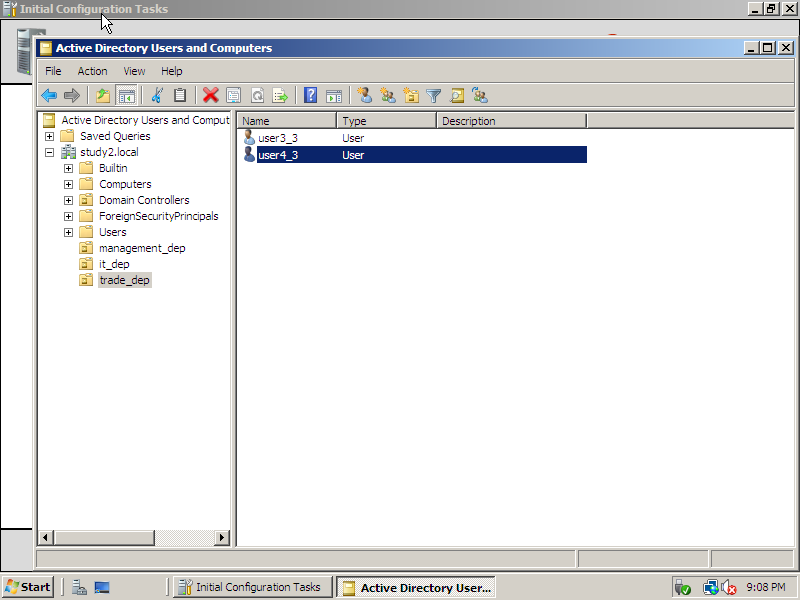 Initial Configuration Tasks
Active Directory Users and Computers
File Action View Help
Active Directory Users and Comput
Saved Queries
study2.local
Builtin
Computers
Domain Controllers
ForeignSecurityPrincipals
Users
management_dep
it_dep
trade_dep
Name Type Description
user3_3 User
user4_3 User
Start
Initial Configuration Tasks
Active Directory User...
9:08 PM